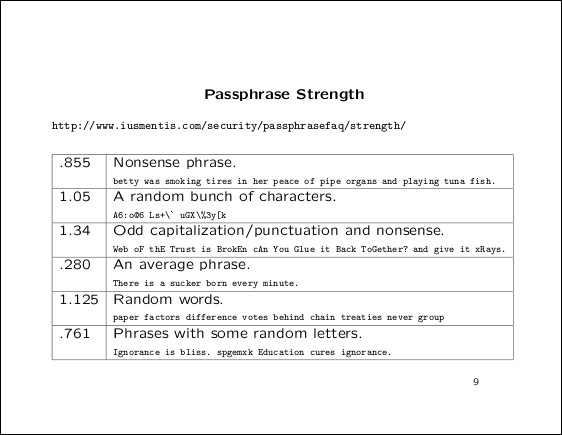 Passphrase Strength
http://www.iusmentis.com/security/passphrasefaq/strength/
.855 Nonsense phrase.
betty was smoking tires in her peace of pipe organs and playing tuna fish.
1.05 A random bunch of characters.
A6:o@6 Ls+\` uGX\%3y[k
1.34 Odd capitalization/punctuation and nonsense.
Web oF thE Trust is BrokEn cAn You Glue it Back ToGether? and give it xRays.
.280 An average phrase.
There is a sucker born every minute.
1.125 Random words.
paper factors difference votes behind chain treaties never group
.761 Phrases with some random letters.
Ignorance is bliss. spgemxk Education cures ignorance.
9